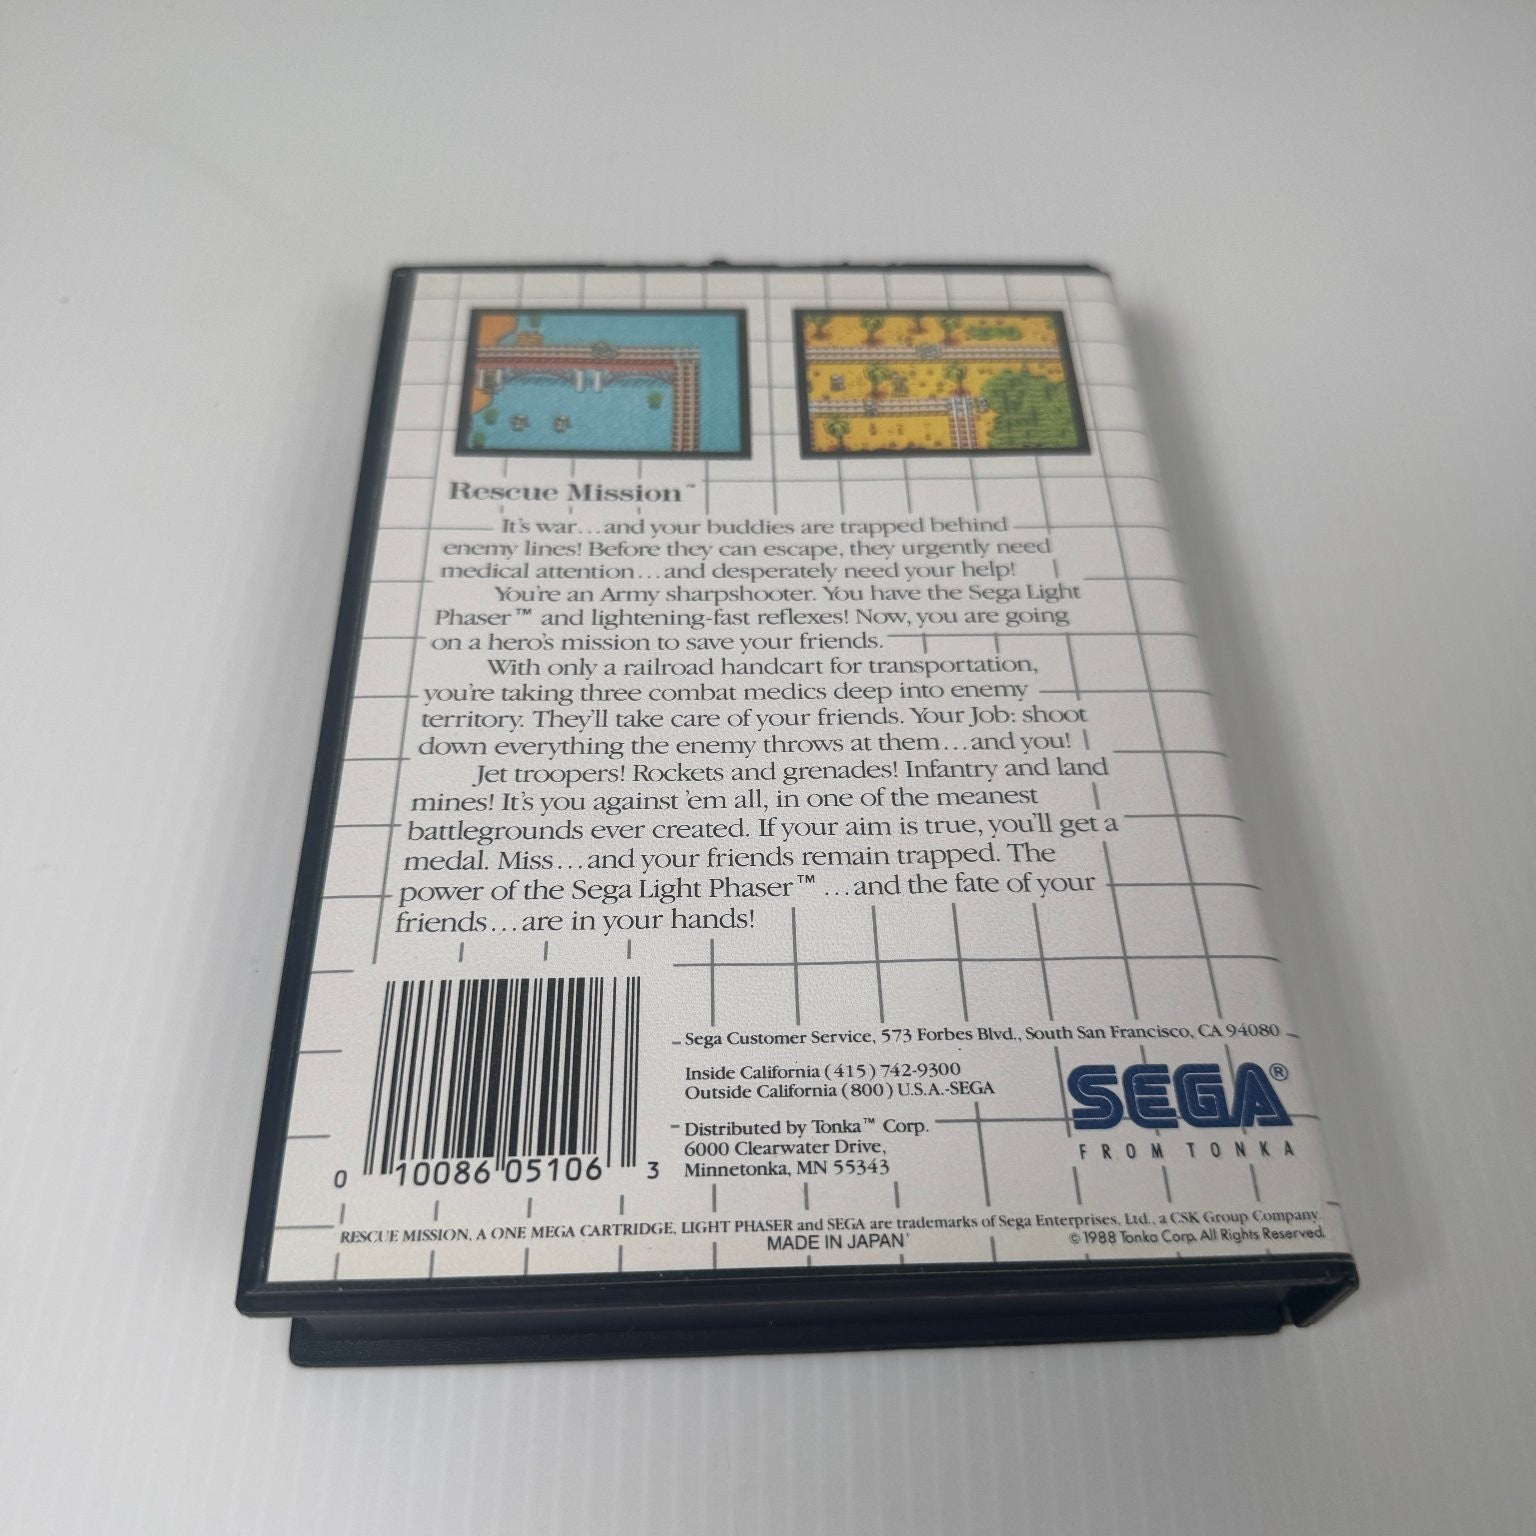 Rescue Mission™
It's war...and your buddies are trapped behind
enemy lines! Before they can escape, they urgently need
medical attention...and desperately need your help!
You're an Army sharpshooter. You have the Sega Light
Phaser™ and lightening-fast reflexes! Now, you are going
on a hero's mission to save your friends.
With only a railroad handcart for transportation,
you're taking three combat medics deep into enemy
territory. They'll take care of your friends. Your Job: shoot
down everything the enemy throws at them...and you!
Jet troopers! Rockets and grenades! Infantry and land
mines! It's you against 'em all, in one of the meanest
battlegrounds ever created. If your aim is true, you'll get a
medal. Miss...and your friends remain trapped. The
power of the Sega Light Phaser™...and the fate of your
friends...are in your hands!
Sega Customer Service, 573 Forbes Blvd., South San Francisco, CA 94080
Inside California (415) 742-9300
Outside California (800) U.S.A.-SEGA
SEGA®
FROM TONKA
Distributed by Tonka™ Corp.
6000 Clearwater Drive,
Minnetonka, MN 55343
0 10086 05106 3
RESCUE MISSION, A ONE MEGA CARTRIDGE, LIGHT PHASER and SEGA are trademarks of Sega Enterprises, Ltd., a CSK Group Company.
MADE IN JAPAN
©1988 Tonka Corp. All Rights Reserved.